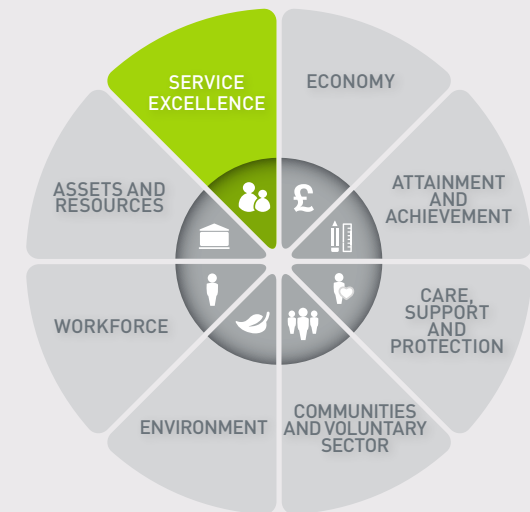 SERVICE
EXCELLENCE
ECONOMY
ATTAINMENT
AND
ACHIEVEMENT
CARE,
SUPPORT
AND
PROTECTION
COMMUNITIES
AND VOLUNTARY
SECTOR
ENVIRONMENT
WORKFORCE
ASSETS AND
RESOURCES
£